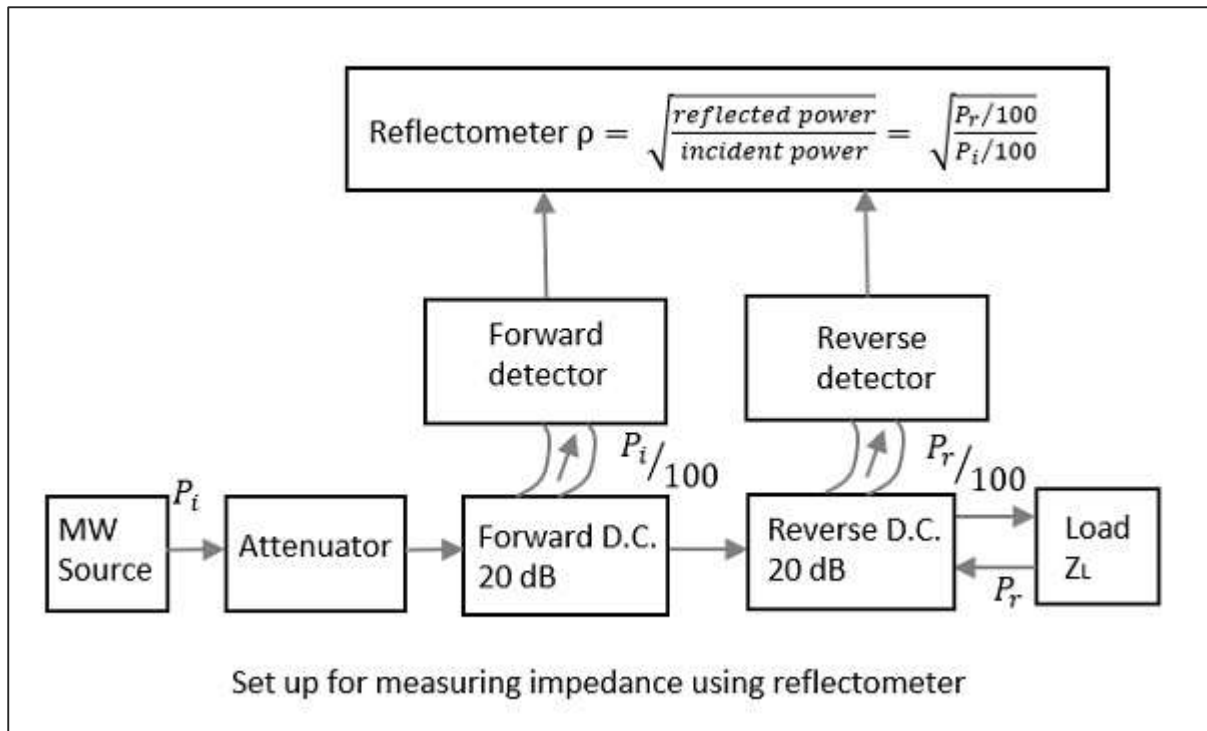 Reflectometer ρ = √(reflected power / incident power) = √((P_r/100) / (P_i/100))
Forward
detector
Reverse
detector
P_i/100
P_r/100
P_i
MW
Source
Attenuator
Forward D.C.
20 dB
Reverse D.C.
20 dB
Load
Z_L
P_r
Set up for measuring impedance using reflectometer